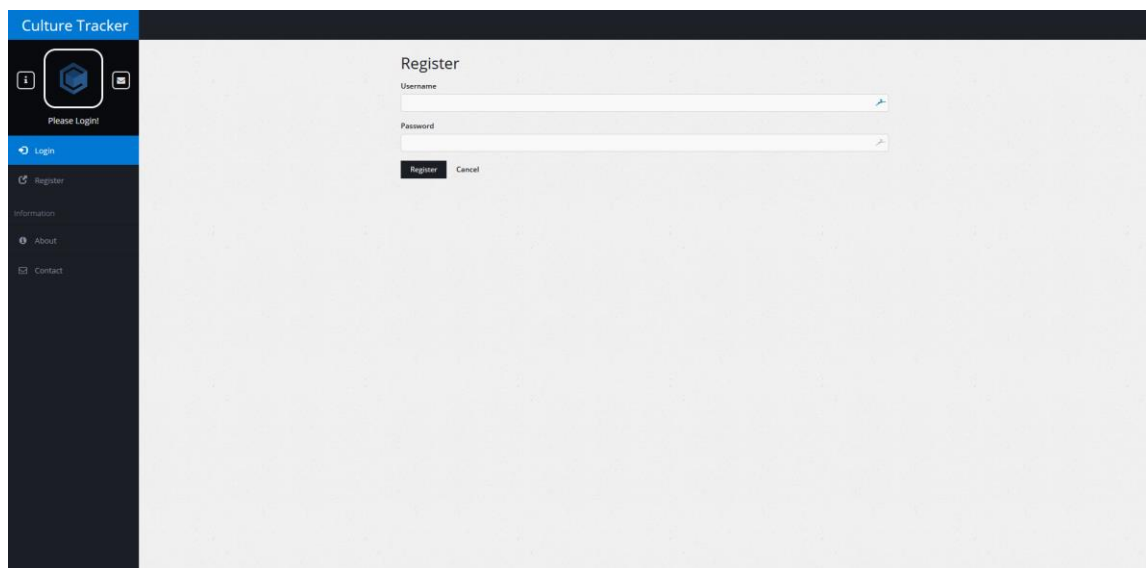 Culture Tracker
Please Login!
Login
Register
Information
About
Contact
Register
Username
Password
Register Cancel